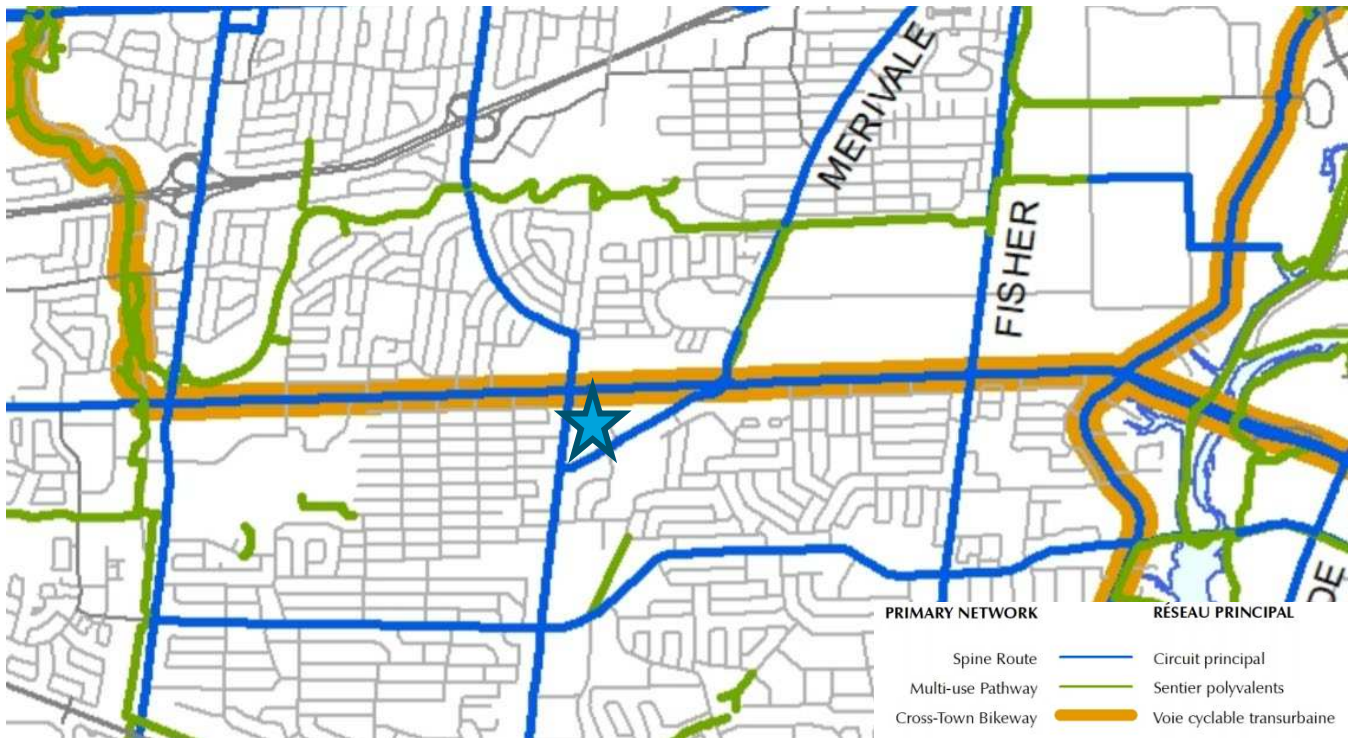 MERIVALE
FISHER
DE
PRIMARY NETWORK RÉSEAU PRINCIPAL
Spine Route Circuit principal
Multi-use Pathway Sentier polyvalents
Cross-Town Bikeway Voie cyclable transurbaine